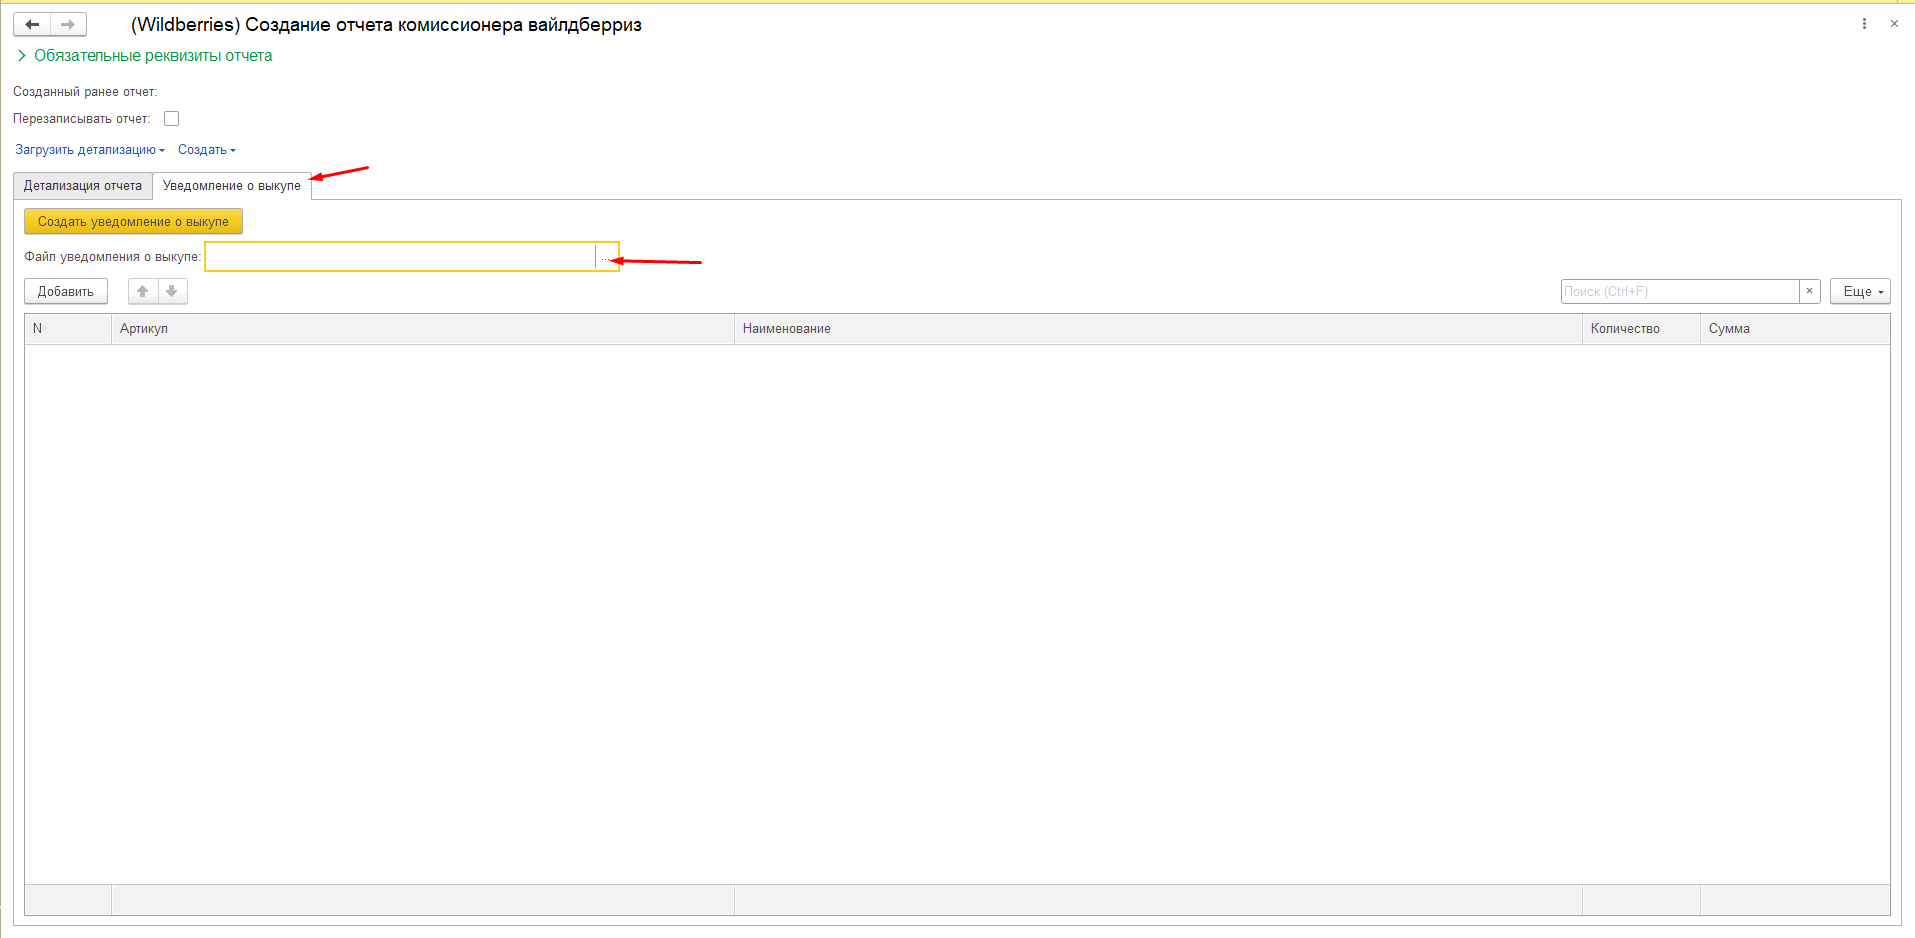 (Wildberries) Создание отчета комиссионера вайлдберриз
Обязательные реквизиты отчета
Созданный ранее отчет:
Перезаписывать отчет:
Загрузить детализацию Создать
Детализация отчета Уведомление о выкупе
Создать уведомление о выкупе
Файл уведомления о выкупе: ...
Добавить Поиск (Ctrl+F) × Еще
N Артикул Наименование Количество Сумма